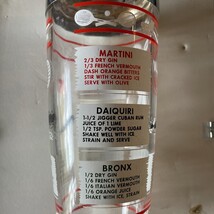 MARTINI
2/3 DRY GIN
1/3 FRENCH VERMOUTH
DASH ORANGE BITTERS
STIR WITH CRACKED ICE
SERVE WITH OLIVE
DAIQUIRI
1-1/2 JIGGER CUBAN RUM
JUICE OF 1 LIME
1/2 TSP. POWDER SUGAR
SHAKE WELL WITH ICE
STRAIN AND SERVE
BRONX
1/2 DRY GIN
1/6 FRENCH VERMOUTH
1/6 ITALIAN VERMOUTH
1/6 ORANGE JUICE
SHAKE WITH ICE, STRAIN